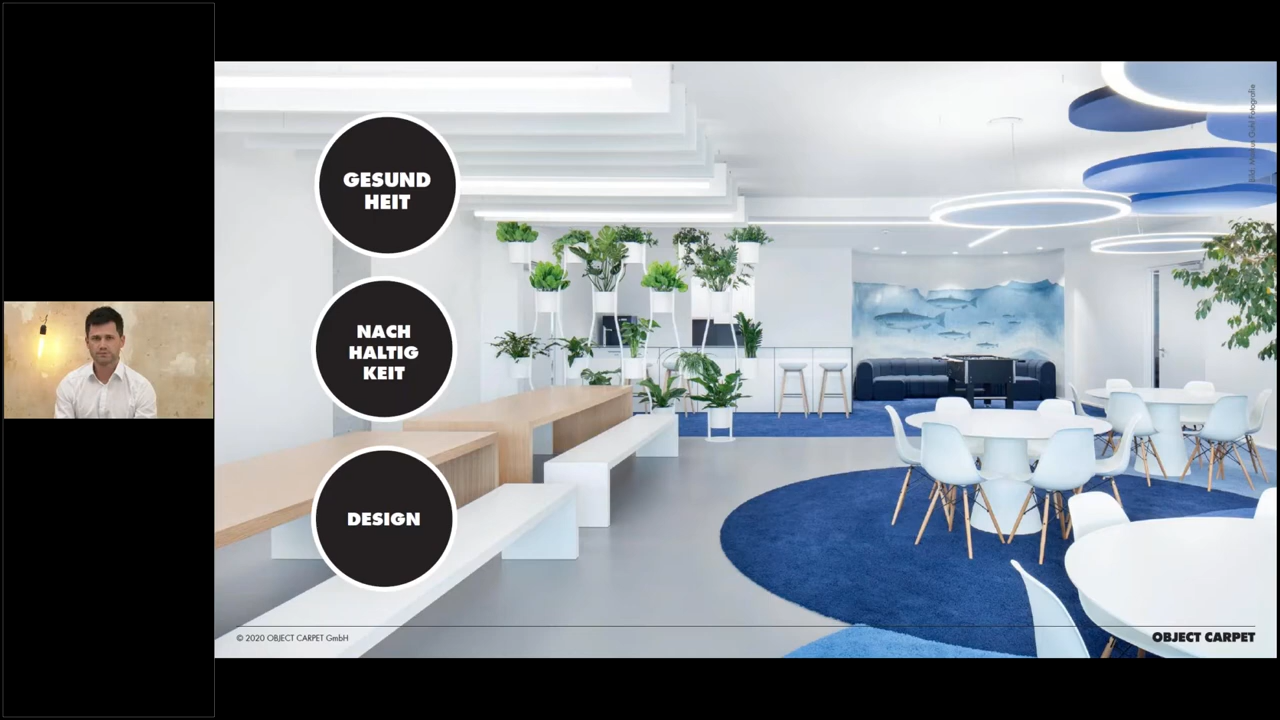 GESUND
HEIT
NACH
HALTIG
KEIT
DESIGN
© 2020 OBJECT CARPET GmbH
OBJECT CARPET